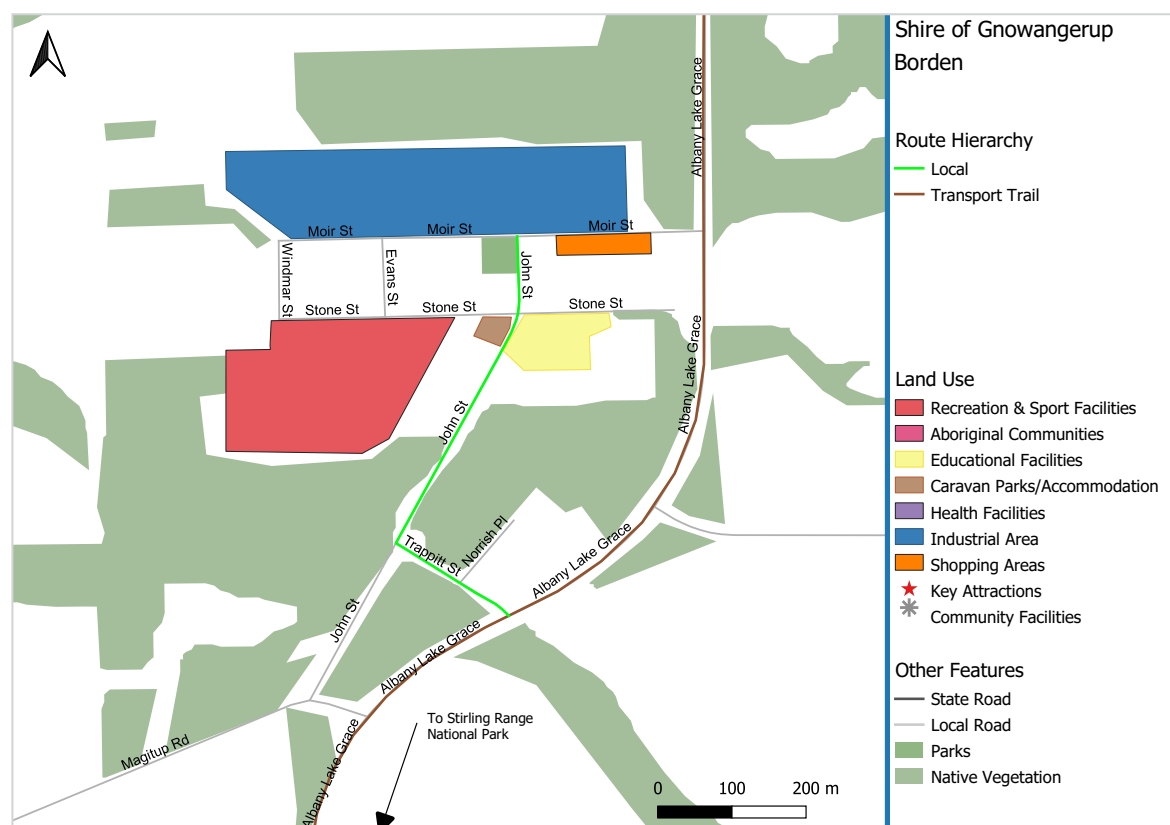 Shire of Gnowangerup
Borden
Route Hierarchy
Local
Transport Trail
Land Use
Recreation & Sport Facilities
Aboriginal Communities
Educational Facilities
Caravan Parks/Accommodation
Health Facilities
Industrial Area
Shopping Areas
Key Attractions
Community Facilities
Other Features
State Road
Local Road
Parks
Native Vegetation
Albany Lake Grace
Moir St
Moir St
Moir St
Windmar St
Evans St
John St
Stone St
Stone St
Stone St
Albany Lake Grace
John St
Trappitt St
Norrish Pl
Albany Lake Grace
John St
Albany Lake Grace
Magitup Rd
Albany Lake Grace
To Stirling Range
National Park
0 100 200 m